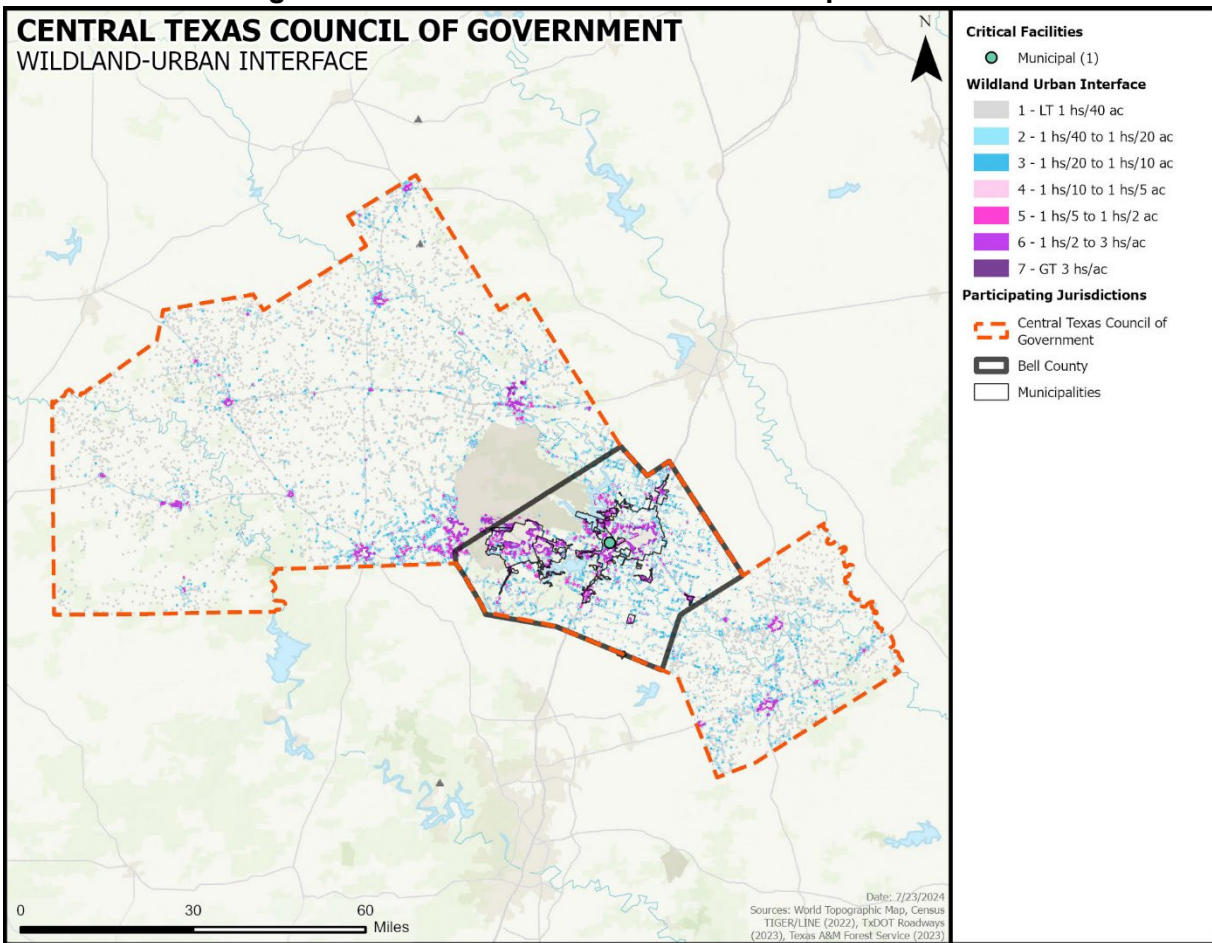 CENTRAL TEXAS COUNCIL OF GOVERNMENT
WILDLAND-URBAN INTERFACE
N
Critical Facilities
Municipal (1)
Wildland Urban Interface
1 - LT 1 hs/40 ac
2 - 1 hs/40 to 1 hs/20 ac
3 - 1 hs/20 to 1 hs/10 ac
4 - 1 hs/10 to 1 hs/5 ac
5 - 1 hs/5 to 1 hs/2 ac
6 - 1 hs/2 to 3 hs/ac
7 - GT 3 hs/ac
Participating Jurisdictions
Central Texas Council of
Government
Bell County
Municipalities
0 30 60
Miles
Date: 7/23/2024
Sources: World Topographic Map, Census
TIGER/LINE (2022), TxDOT Roadways
(2023), Texas A&M Forest Service (2023)